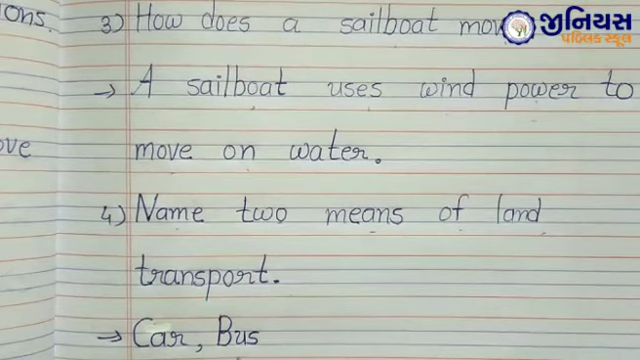 ons.
3) How does a sailboat mov
જીનિયસ
પબ્લિક સ્કૂલ
→ A sailboat uses wind power to
ove
move on water.
4) Name two means of land
transport.
→ Car, Bus